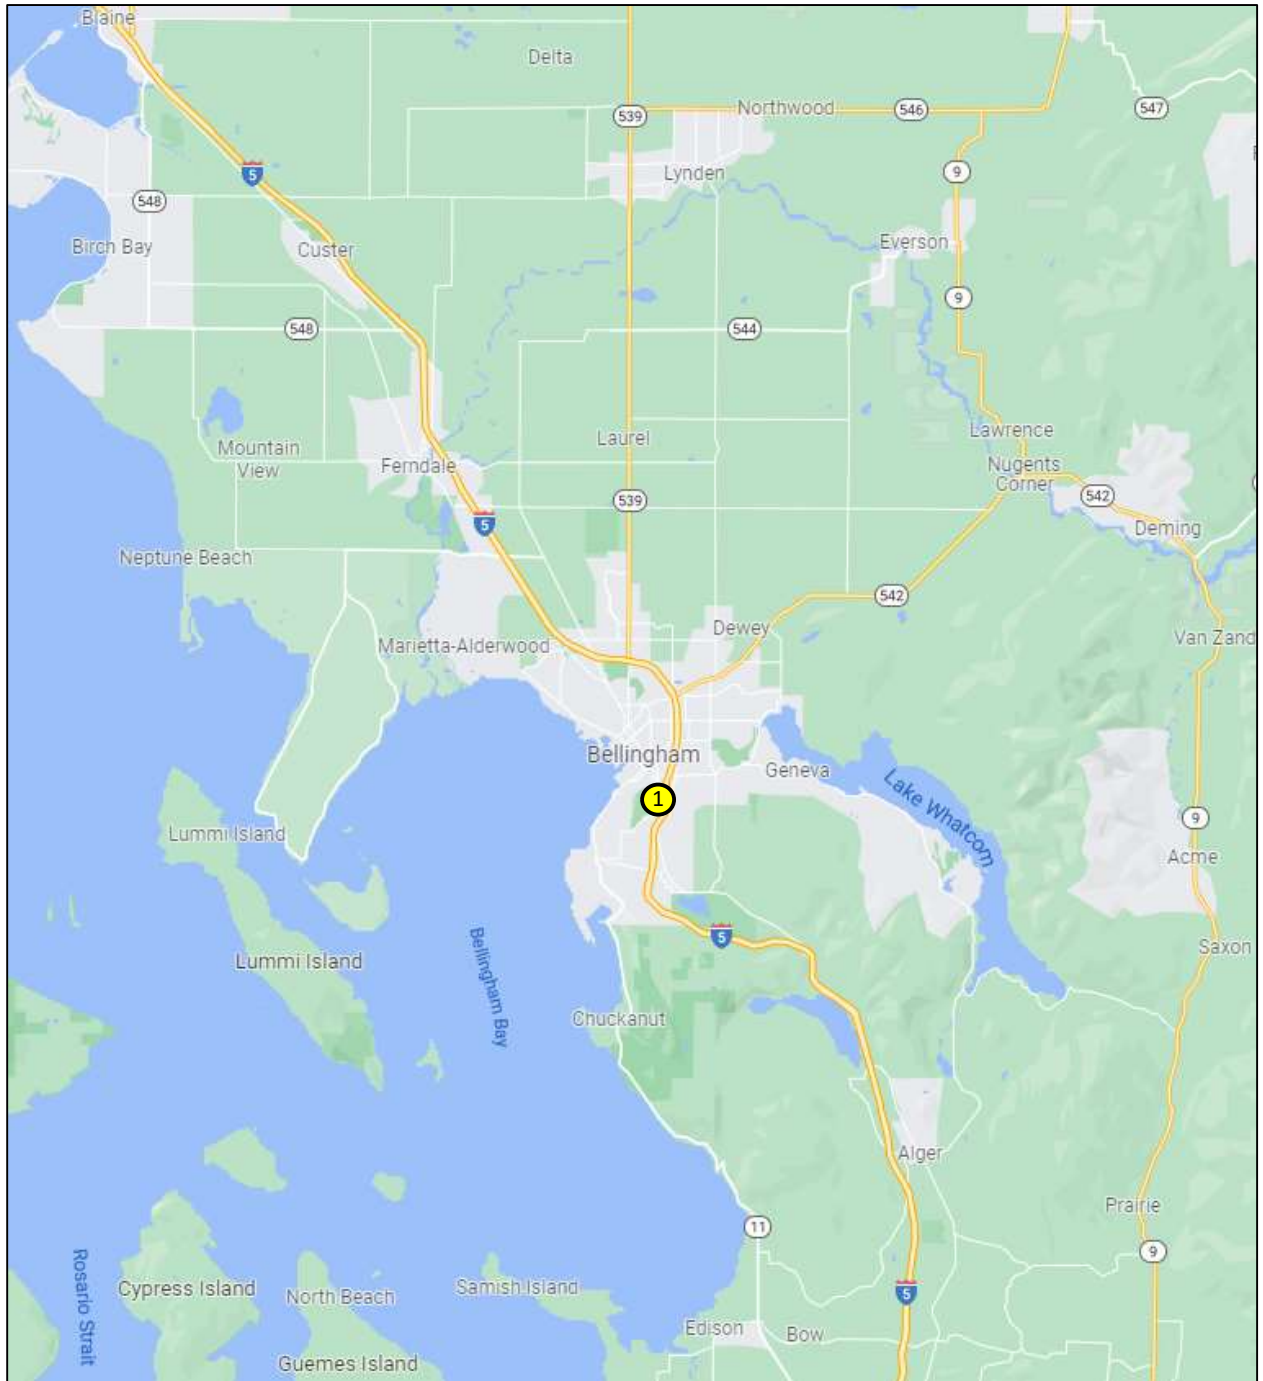 Blaine
Delta
539
Northwood
546
547
Lynden
5
9
548
Birch Bay
Custer
Everson
9
548
544
Laurel
Lawrence
Mountain
View
Ferndale
Nugents
Corner
539
542
5
Deming
Neptune Beach
542
Dewey
Marietta-Alderwood
Van Zand
Bellingham
Geneva
Lake Whatcom
1
9
Lummi Island
Acme
5
Saxon
Lummi Island
Bellingham Bay
Chuckanut
Alger
Prairie
11
9
Rosario Strait
Cypress Island
North Beach
Samish Island
5
Edison
Bow
Guemes Island